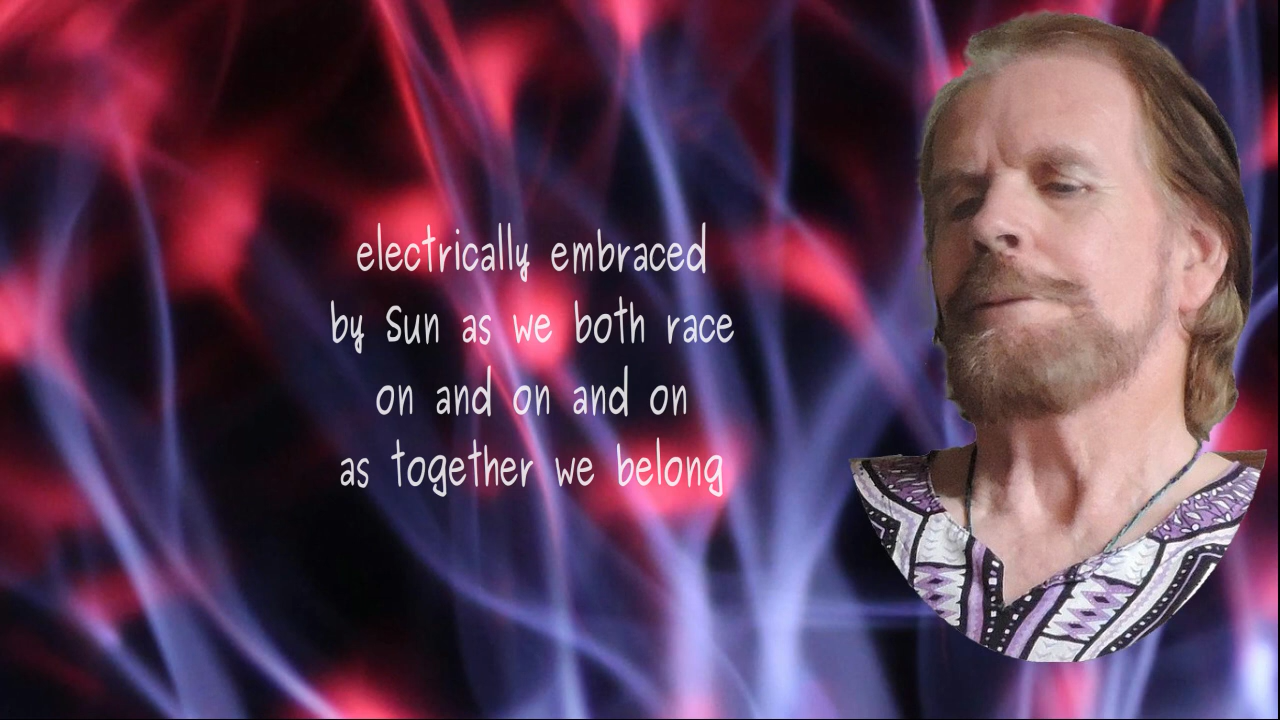 electrically embraced
by Sun as we both race
on and on and on
as together we belong